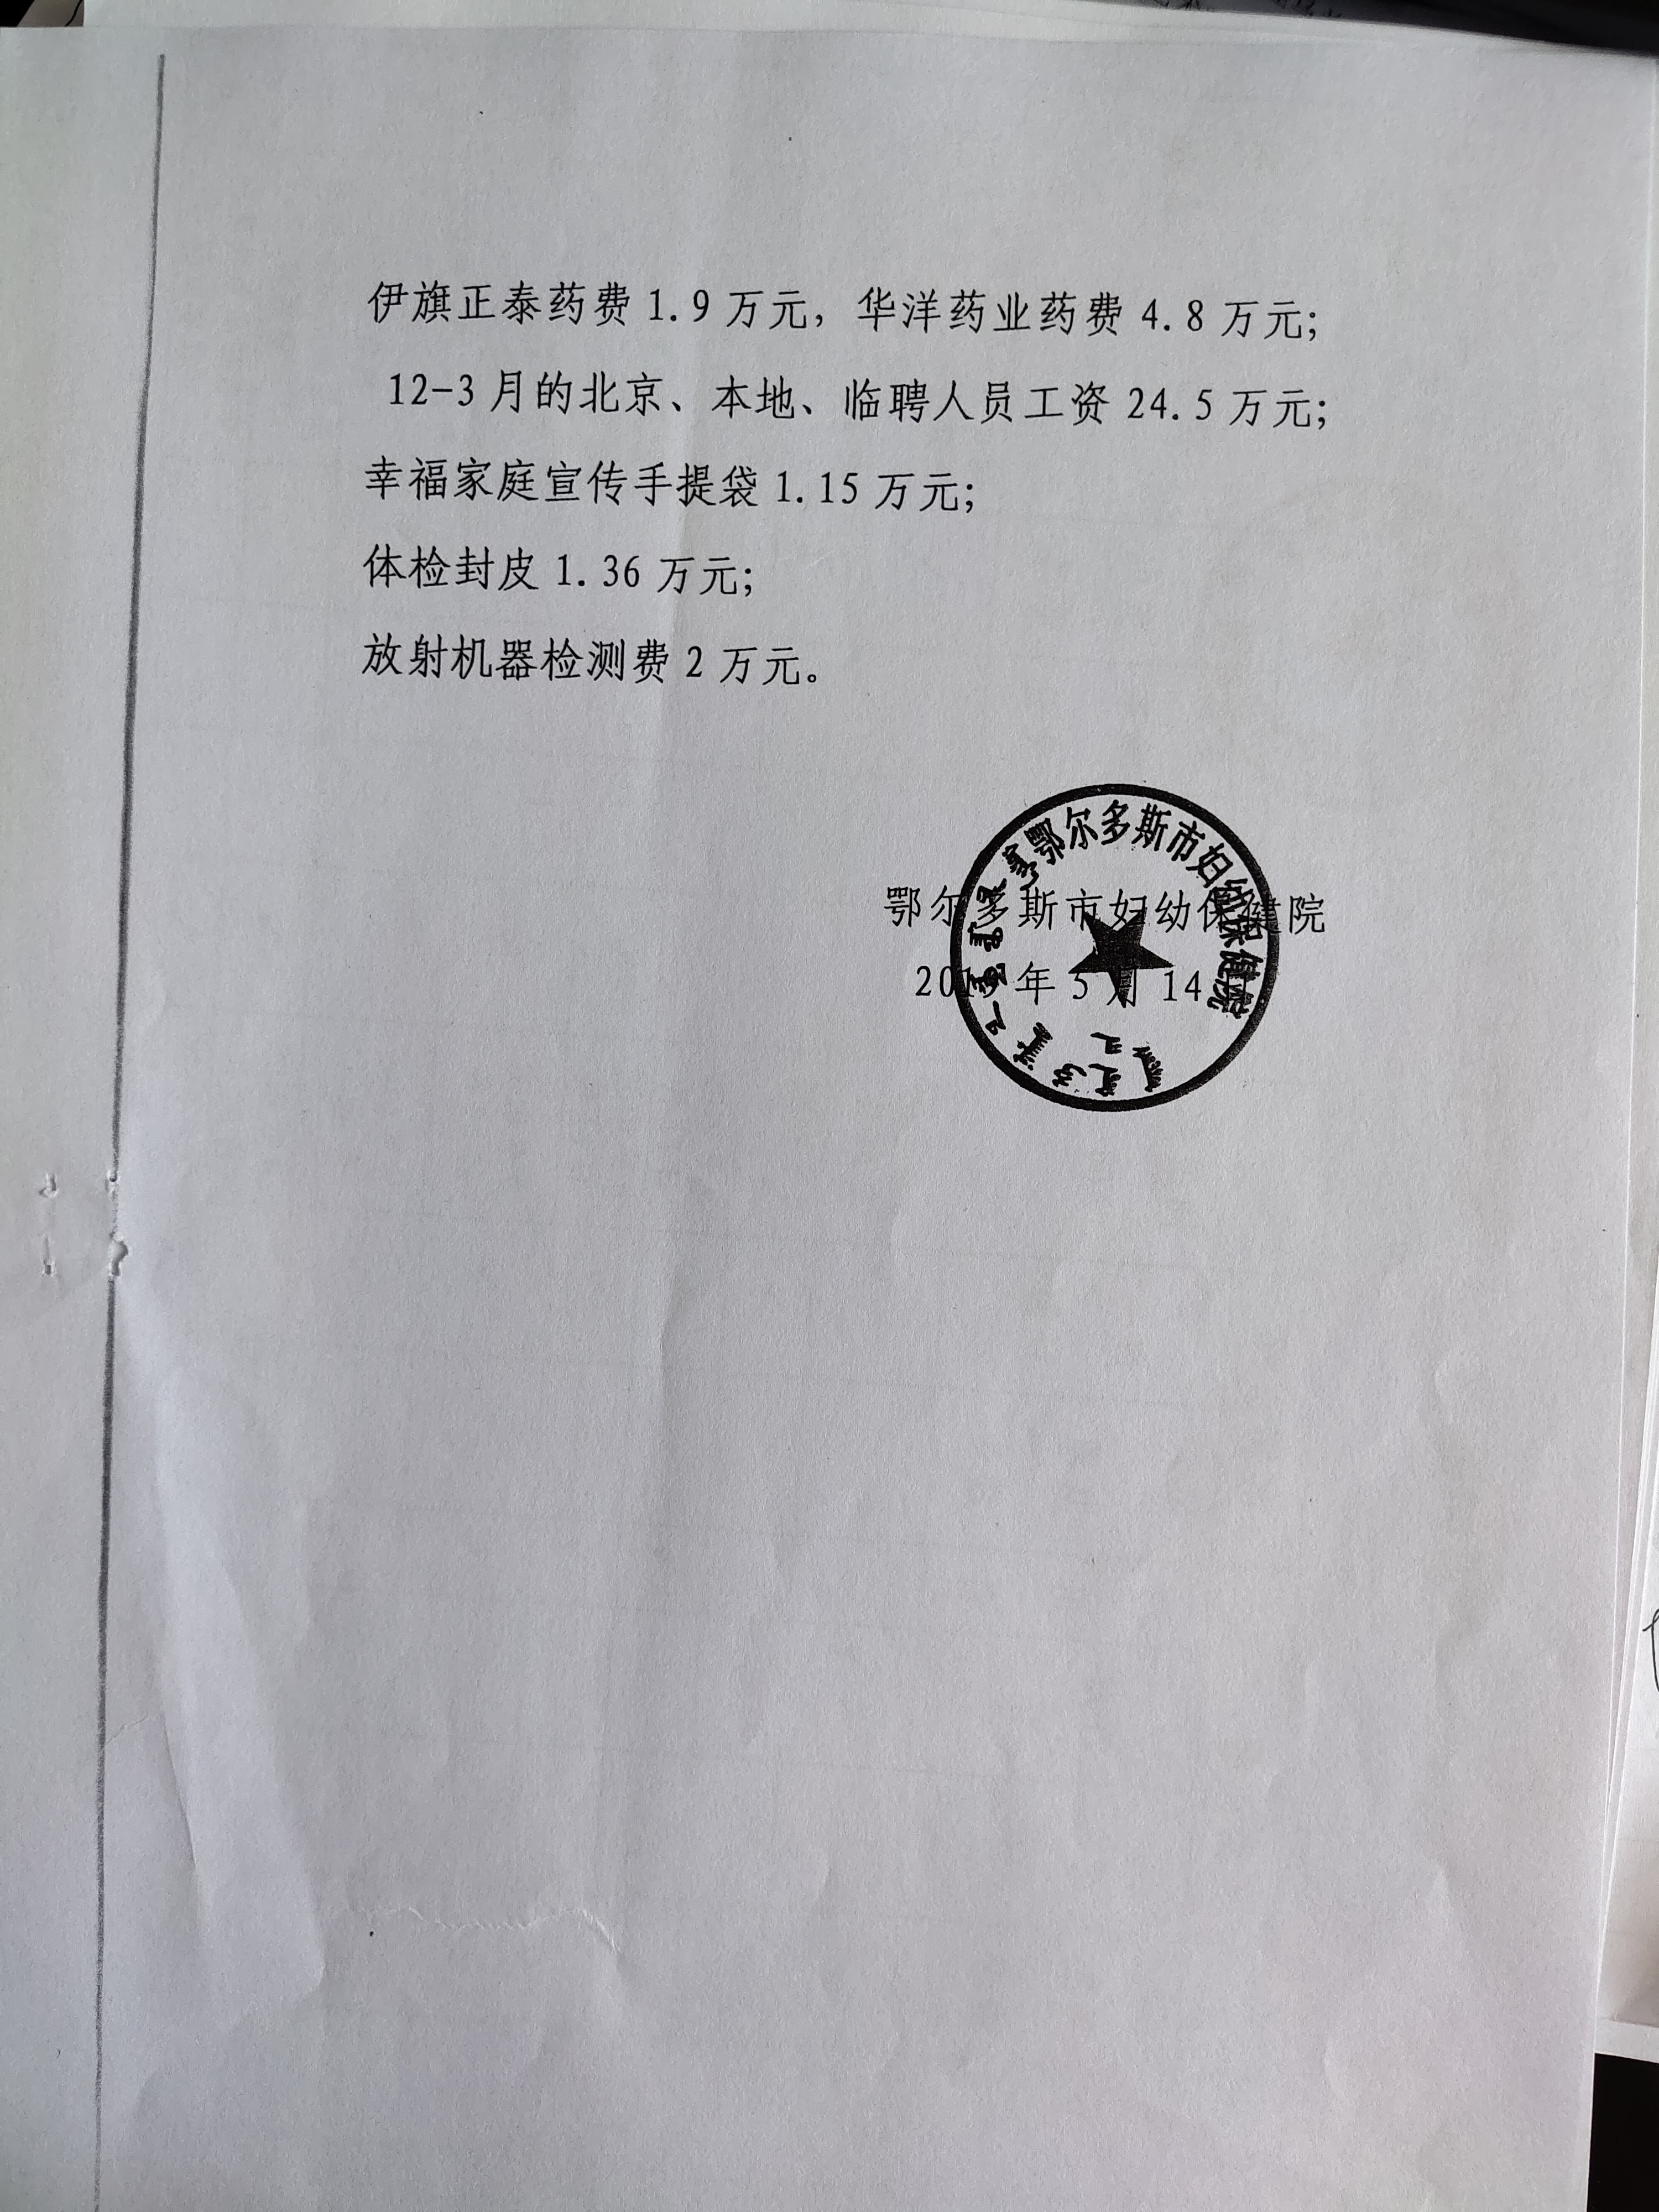 伊旗正泰药费 1.9 万元，华洋药业药费 4.8 万元；
12-3 月的北京、本地、临聘人员工资 24.5 万元；
幸福家庭宣传手提袋 1.15 万元；
体检封皮 1.36 万元；
放射机器检测费 2 万元。
鄂尔多斯市妇幼保健院
鄂尔多斯市妇幼保健院
年 5 月 14